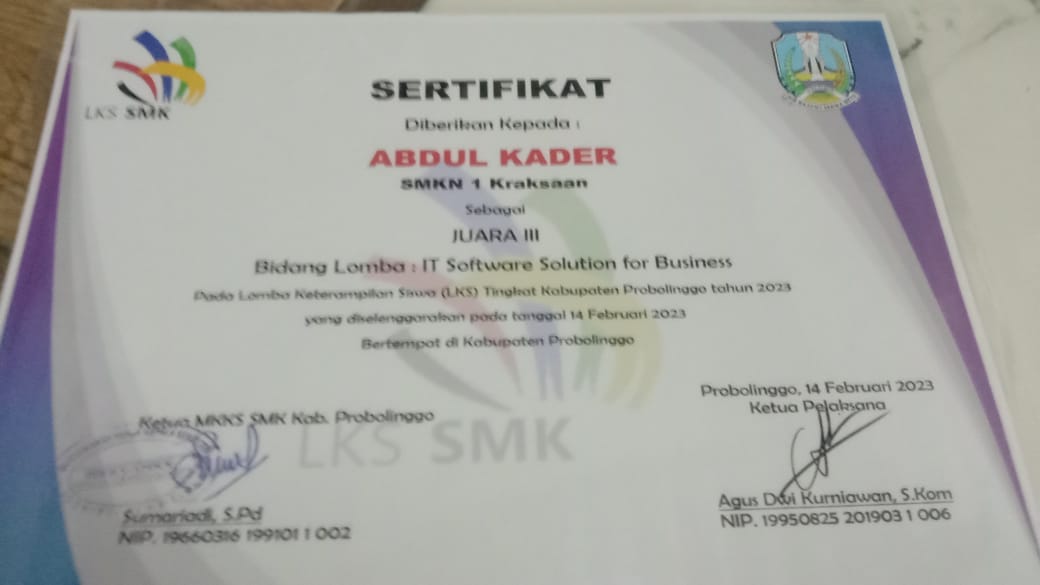 LKS SMK
SERTIFIKAT
Diberikan Kepada :
ABDUL KADER
SMKN 1 Kraksaan
Sebagai
JUARA III
Bidang Lomba : IT Software Solution for Business
Pada Lomba Keterampilan Siswa (LKS) Tingkat Kabupaten Probolinggo tahun 2023
yang diselenggarakan pada tanggal 14 Februari 2023
Bertempat di Kabupaten Probolinggo
LKS SMK
Ketua MKKS SMK Kab. Probolinggo
Sumariadi, S.Pd
NIP. 19660316 199101 1 002
Probolinggo, 14 Februari 2023
Ketua Pelaksana
Agus Dwi Kurniawan, S.Kom
NIP. 19950825 201903 1 006